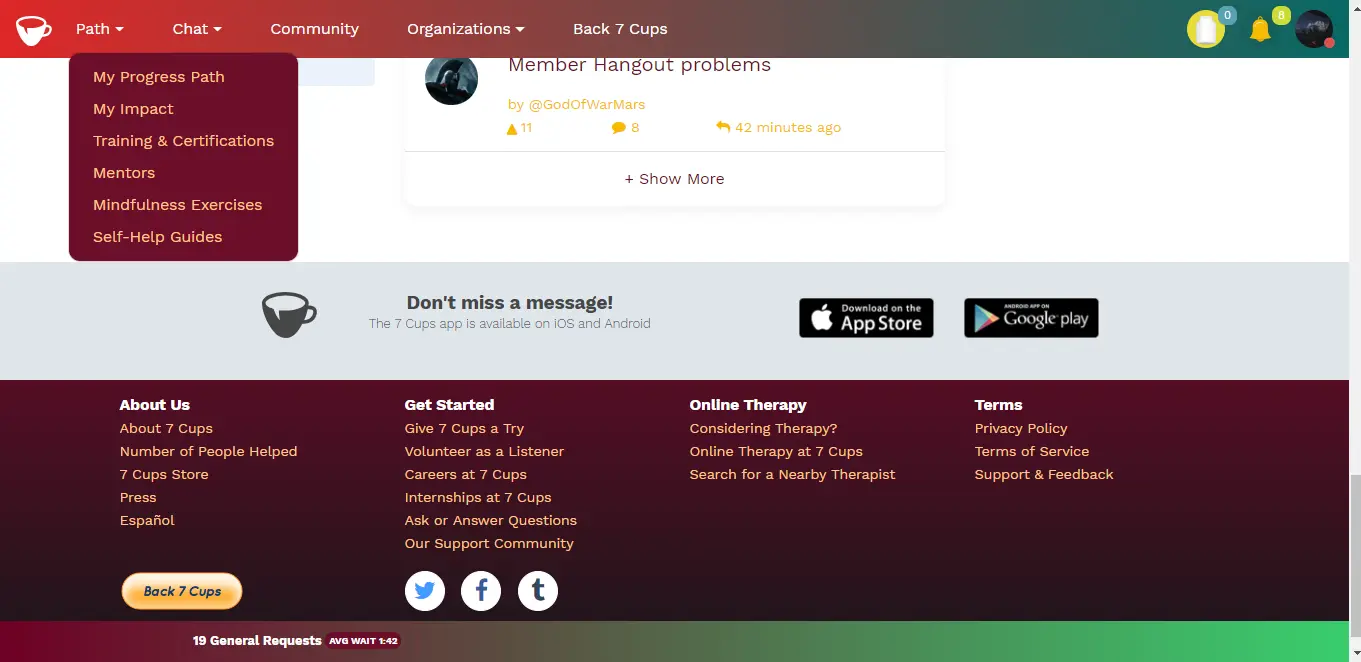 Path Chat Community Organizations Back 7 Cups 0 8
My Progress Path
My Impact
Training & Certifications
Mentors
Mindfulness Exercises
Self-Help Guides
Member Hangout problems
by @GodOfWarMars
11 8 42 minutes ago
+ Show More
Don't miss a message!
The 7 Cups app is available on iOS and Android
Download on the
App Store
ANDROID APP ON
Google play
About Us
About 7 Cups
Number of People Helped
7 Cups Store
Press
Español
Back 7 Cups
Get Started
Give 7 Cups a Try
Volunteer as a Listener
Careers at 7 Cups
Internships at 7 Cups
Ask or Answer Questions
Our Support Community
Online Therapy
Considering Therapy?
Online Therapy at 7 Cups
Search for a Nearby Therapist
Terms
Privacy Policy
Terms of Service
Support & Feedback
19 General Requests AVG WAIT 1:42